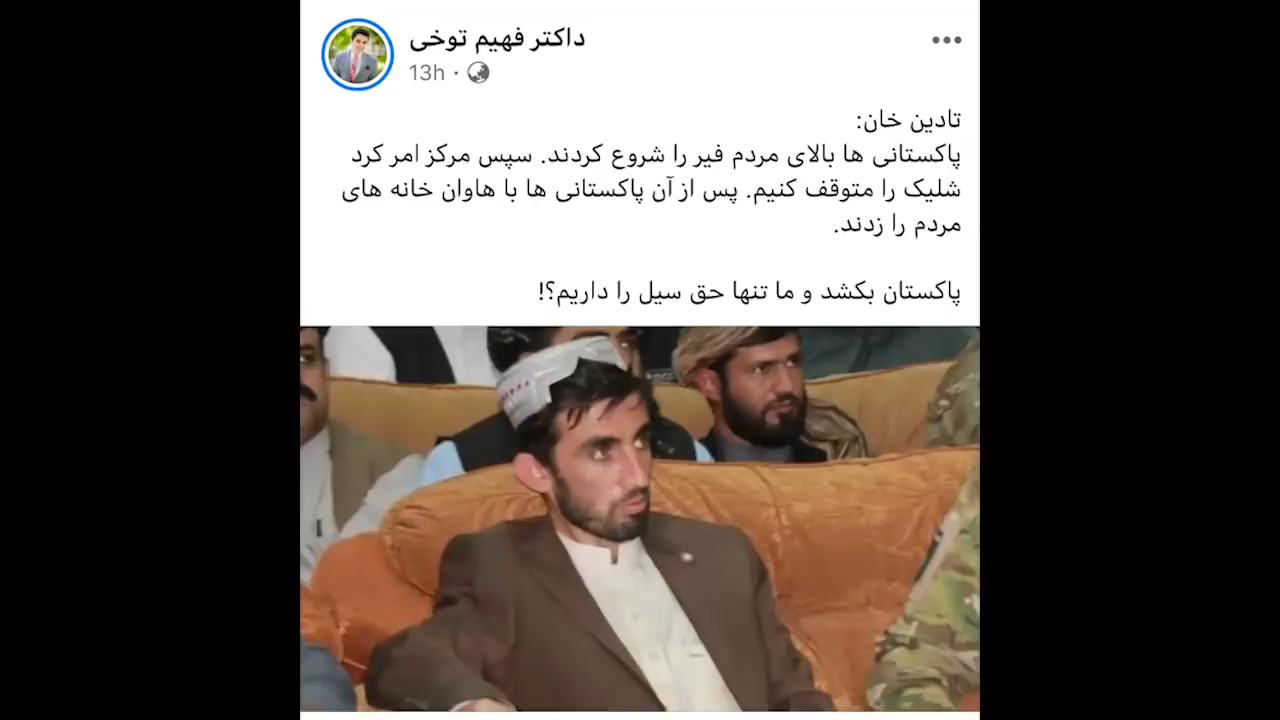 داکتر فهیم توخی
13h ·
تادین خان:
پاکستانی ها بالای مردم فیر را شروع کردند. سپس مرکز امر کرد
شلیک را متوقف کنیم. پس از آن پاکستانی ها با هاوان خانه های
مردم را زدند.
پاکستان بکشد و ما تنها حق سیل را داریم؟!